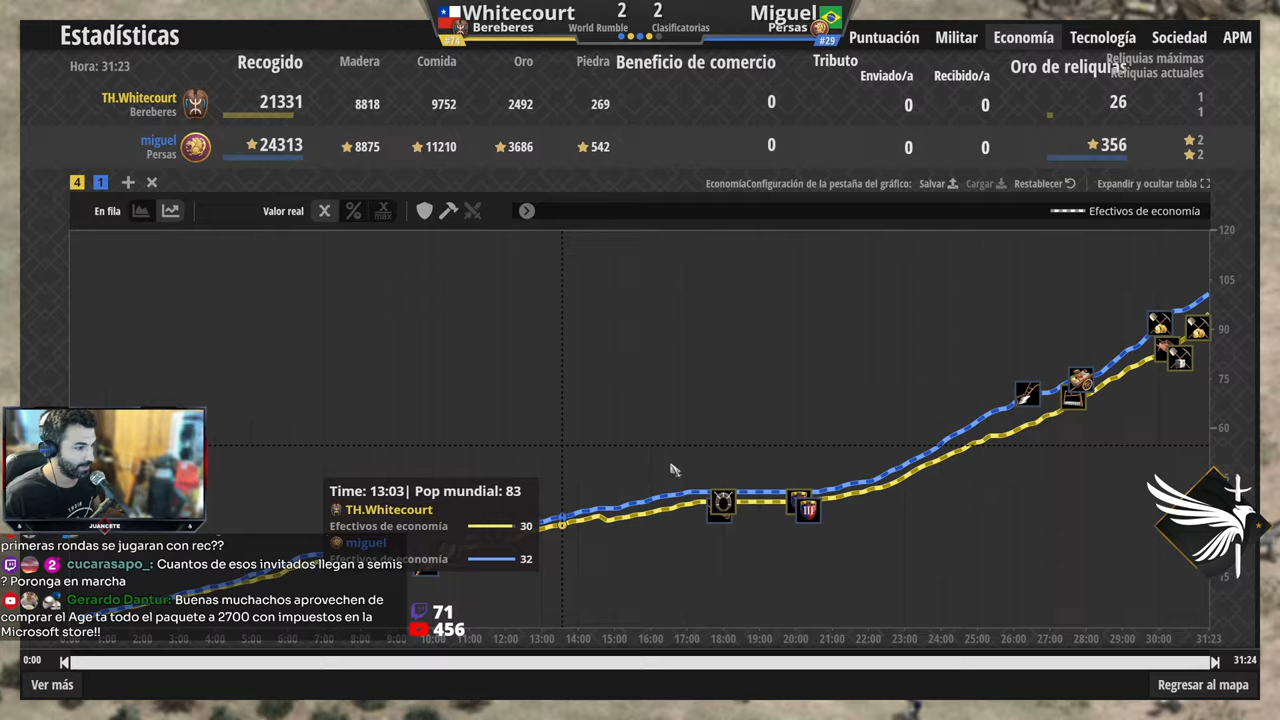 Whitecourt 2 2 Miguel
Bereberes World Rumble Clasificatorias Persas
#74 #29
Estadísticas
Puntuación Militar Economía Tecnología Sociedad APM
Hora: 31:23
Recogido Madera Comida Oro Piedra Beneficio de comercio Tributo Enviado/a Recibido/a Oro de reliquias Reliquias máximas
Reliquias actuales
TH.Whitecourt 21331 8818 9752 2492 269 0 0 0 26 1
Bereberes 1
miguel 24313 8875 11210 3686 542 0 0 0 356 2
Persas 2
4 1
EconomíaConfiguración de la pestaña del gráfico: Salvar Cargar Restablecer Expandir y ocultar tabla
En fila Valor real X % X max
Efectivos de economía
120
105
90
75
60
15
Time: 13:03| Pop mundial: 83
TH.Whitecourt
Efectivos de economía 30
miguel
Efectivos de economía 32
III
JUANCETE
primeras rondas se jugaran con rec??
2 cucarasapo_: Cuantos de esos invitados llegan a semis
? Poronga en marcha
Gerardo Dantur: Buenas muchachos aprovechen de
comprar el Age ta todo el paquete a 2700 con impuestos en la
Microsoft store!!
71
456
10:00 11:00 12:00 13:00 14:00 15:00 16:00 17:00 18:00 19:00 20:00 21:00 22:00 23:00 24:00 25:00 26:00 27:00 28:00 29:00 30:00 31:23
0:00 31:24
Ver más Regresar al mapa